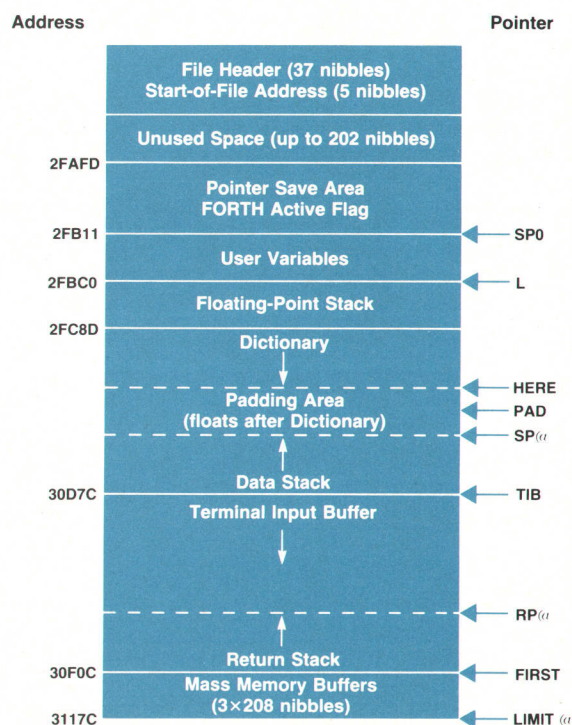 Address
Pointer
File Header (37 nibbles)
Start-of-File Address (5 nibbles)
Unused Space (up to 202 nibbles)
2FAFD
Pointer Save Area
FORTH Active Flag
2FB11
SP0
User Variables
2FBC0
L
Floating-Point Stack
2FC8D
Dictionary
HERE
Padding Area
(floats after Dictionary)
PAD
SP@
Data Stack
30D7C
TIB
Terminal Input Buffer
RP@
Return Stack
30F0C
FIRST
Mass Memory Buffers
(3×208 nibbles)
3117C
LIMIT @